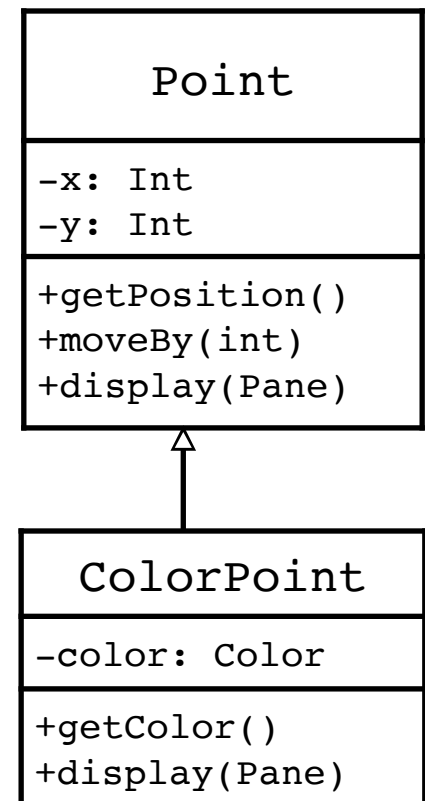 Point
-x: Int
-y: Int
+getPosition()
+moveBy(int)
+display(Pane)
ColorPoint
-color: Color
+getColor()
+display(Pane)